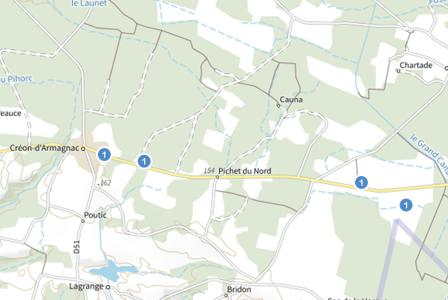 le Launet
Chartade
u Pihorc
Cauna
eauce
le Grand Can
Créon-d'Armagnac
1
1
154
Pichet du Nord
162
1
1
Poutic
D51
Lagrange
Bridon